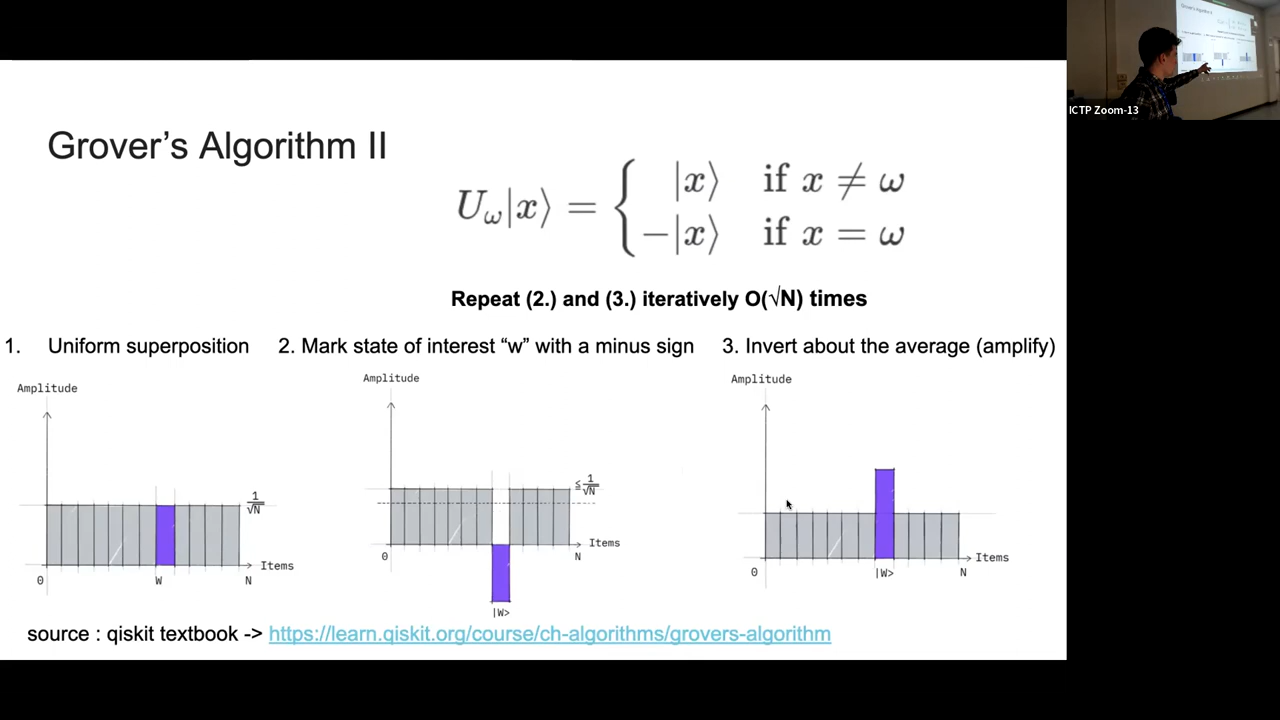 ICTP Zoom-13
Grover's Algorithm II
U_ω|x⟩ = { |x⟩ if x ≠ ω
−|x⟩ if x = ω
Repeat (2.) and (3.) iteratively O(√N) times
1. Uniform superposition
Amplitude
1/√N
Items
0 W N
2. Mark state of interest “w” with a minus sign
Amplitude
≦ 1/√N
Items
0 N
|W>
3. Invert about the average (amplify)
Amplitude
Items
0 |W> N
source : qiskit textbook -> https://learn.qiskit.org/course/ch-algorithms/grovers-algorithm